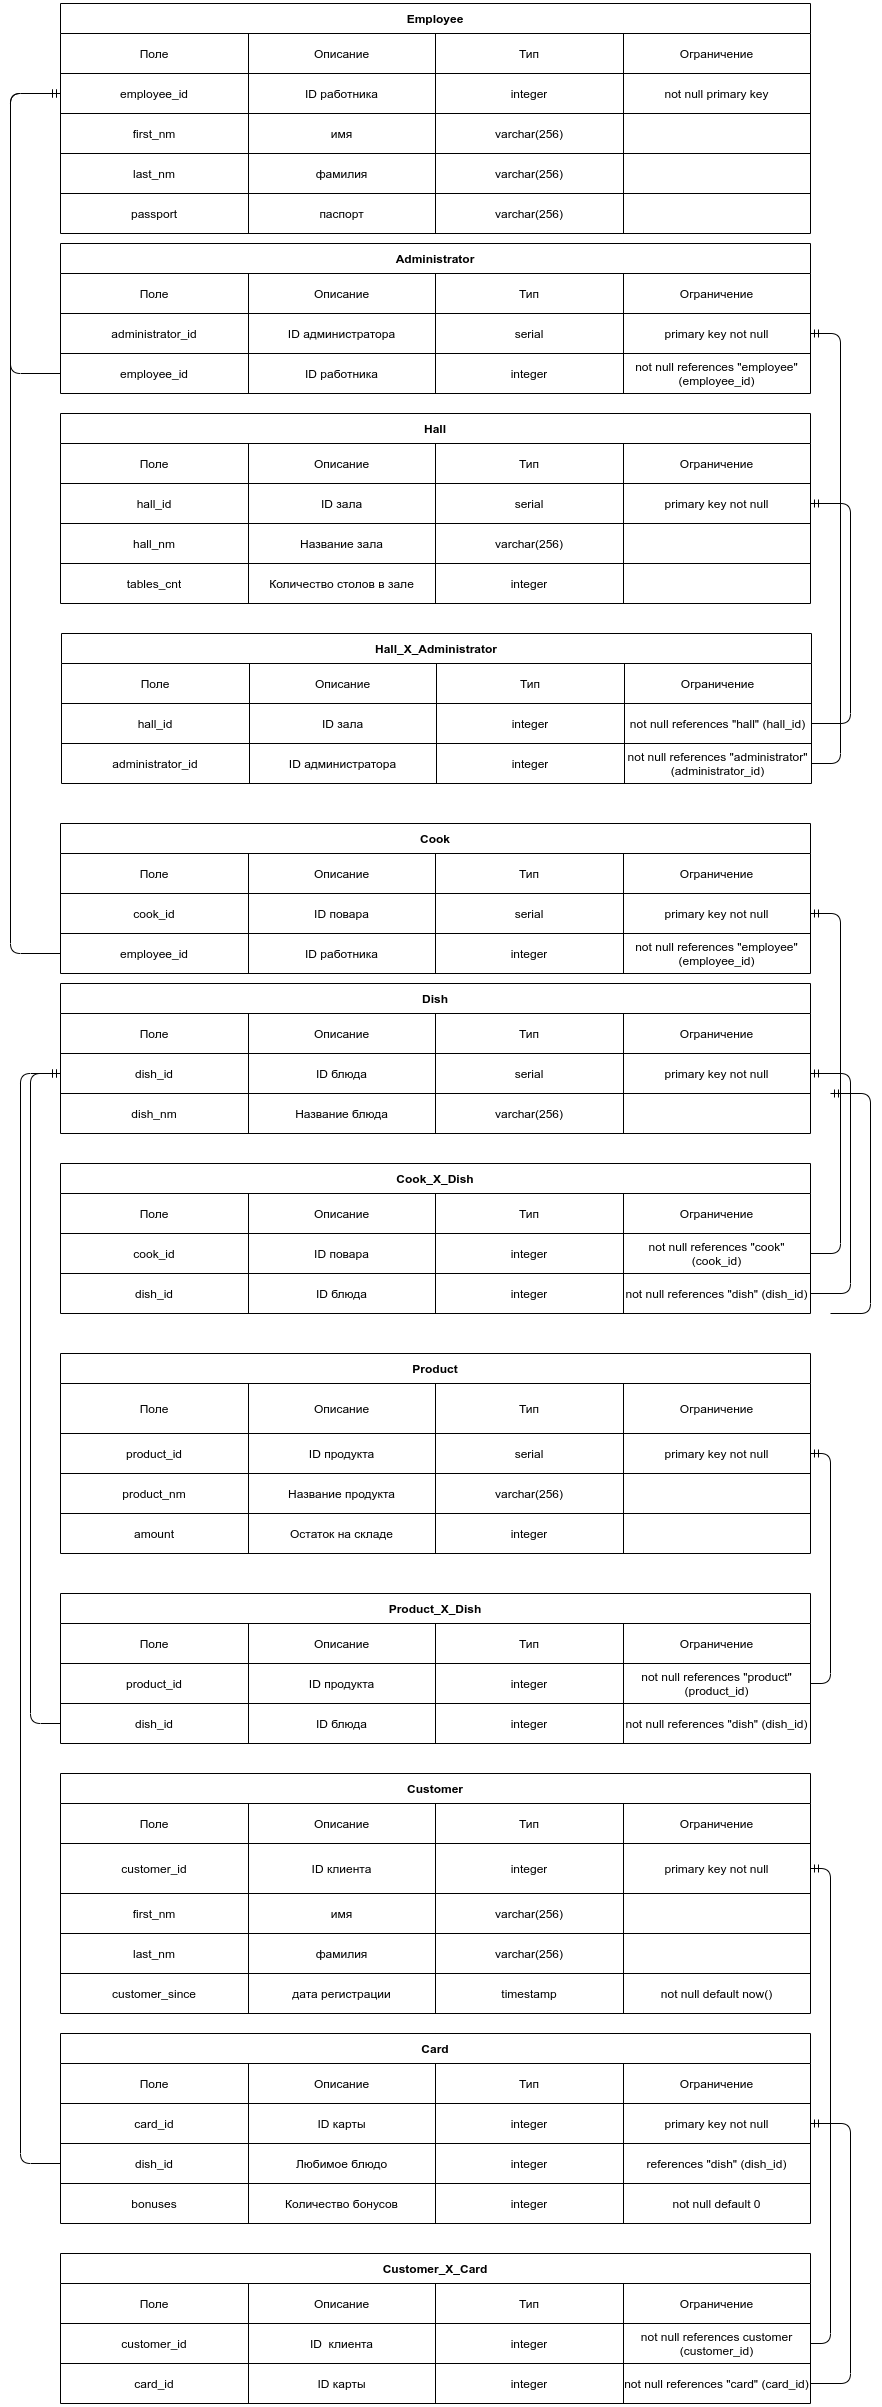 Employee
Поле Описание Тип Ограничение
employee_id ID работника integer not null primary key
first_nm имя varchar(256)
last_nm фамилия varchar(256)
passport паспорт varchar(256)
Administrator
Поле Описание Тип Ограничение
administrator_id ID администратора serial primary key not null
employee_id ID работника integer not null references "employee"
(employee_id)
Hall
Поле Описание Тип Ограничение
hall_id ID зала serial primary key not null
hall_nm Название зала varchar(256)
tables_cnt Количество столов в зале integer
Hall_X_Administrator
Поле Описание Тип Ограничение
hall_id ID зала integer not null references "hall" (hall_id)
administrator_id ID администратора integer not null references "administrator"
(administrator_id)
Cook
Поле Описание Тип Ограничение
cook_id ID повара serial primary key not null
employee_id ID работника integer not null references "employee"
(employee_id)
Dish
Поле Описание Тип Ограничение
dish_id ID блюда serial primary key not null
dish_nm Название блюда varchar(256)
Cook_X_Dish
Поле Описание Тип Ограничение
cook_id ID повара integer not null references "cook"
(cook_id)
dish_id ID блюда integer not null references "dish" (dish_id)
Product
Поле Описание Тип Ограничение
product_id ID продукта serial primary key not null
product_nm Название продукта varchar(256)
amount Остаток на складе integer
Product_X_Dish
Поле Описание Тип Ограничение
product_id ID продукта integer not null references "product"
(product_id)
dish_id ID блюда integer not null references "dish" (dish_id)
Customer
Поле Описание Тип Ограничение
customer_id ID клиента integer primary key not null
first_nm имя varchar(256)
last_nm фамилия varchar(256)
customer_since дата регистрации timestamp not null default now()
Card
Поле Описание Тип Ограничение
card_id ID карты integer primary key not null
dish_id Любимое блюдо integer references "dish" (dish_id)
bonuses Количество бонусов integer not null default 0
Customer_X_Card
Поле Описание Тип Ограничение
customer_id ID клиента integer not null references customer
(customer_id)
card_id ID карты integer not null references "card" (card_id)